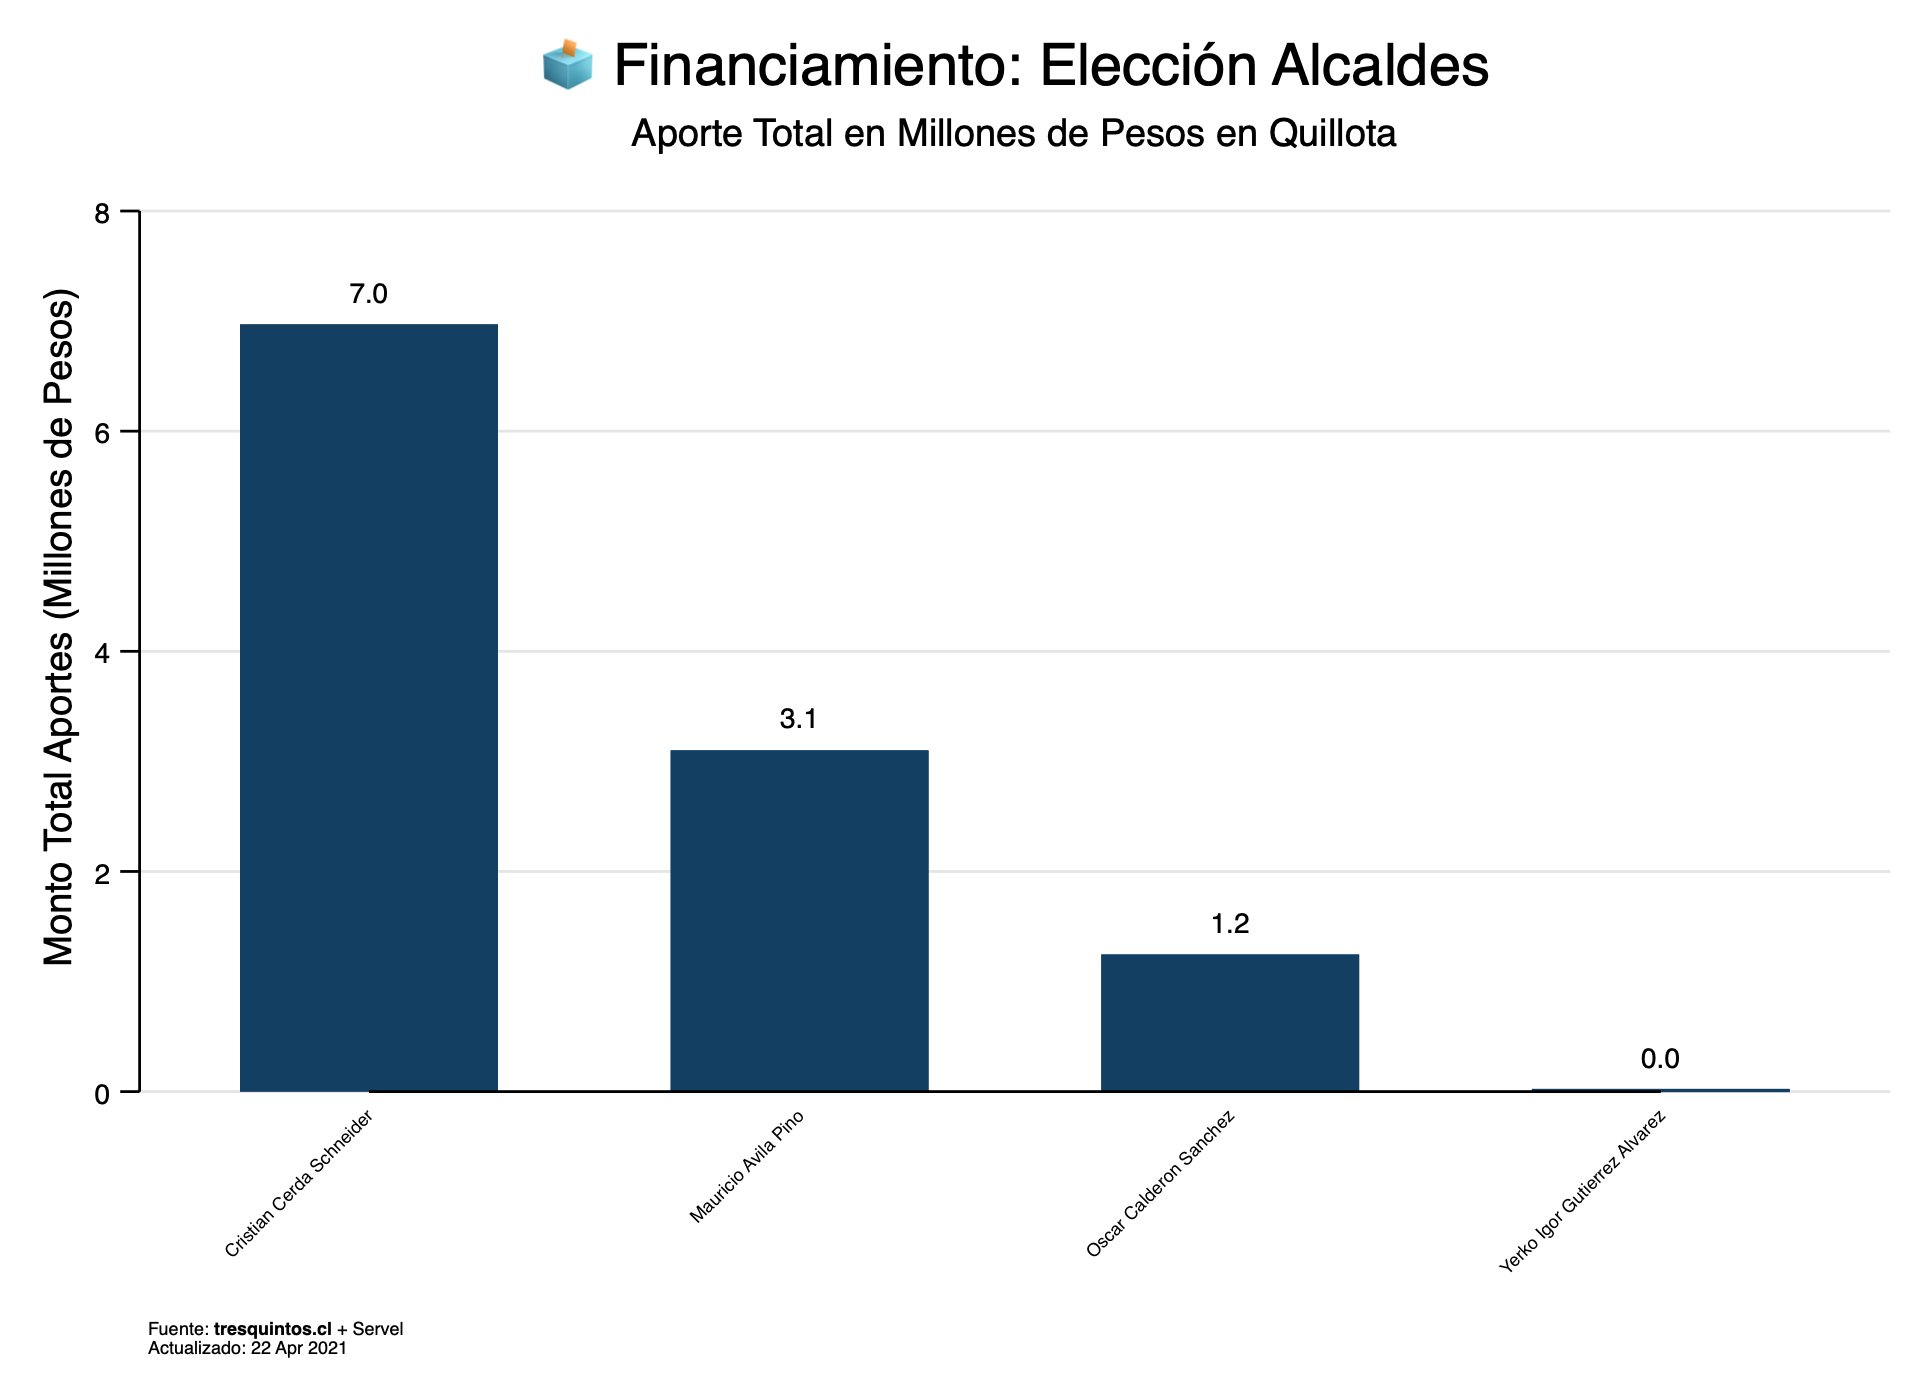 Financiamiento: Elección Alcaldes
Aporte Total en Millones de Pesos en Quillota
Monto Total Aportes (Millones de Pesos)
8
6
4
2
0
7.0
3.1
1.2
0.0
Cristian Cerda Schneider
Mauricio Avila Pino
Oscar Calderon Sanchez
Yerko Igor Gutierrez Alvarez
Fuente: tresquintos.cl + Servel
Actualizado: 22 Apr 2021